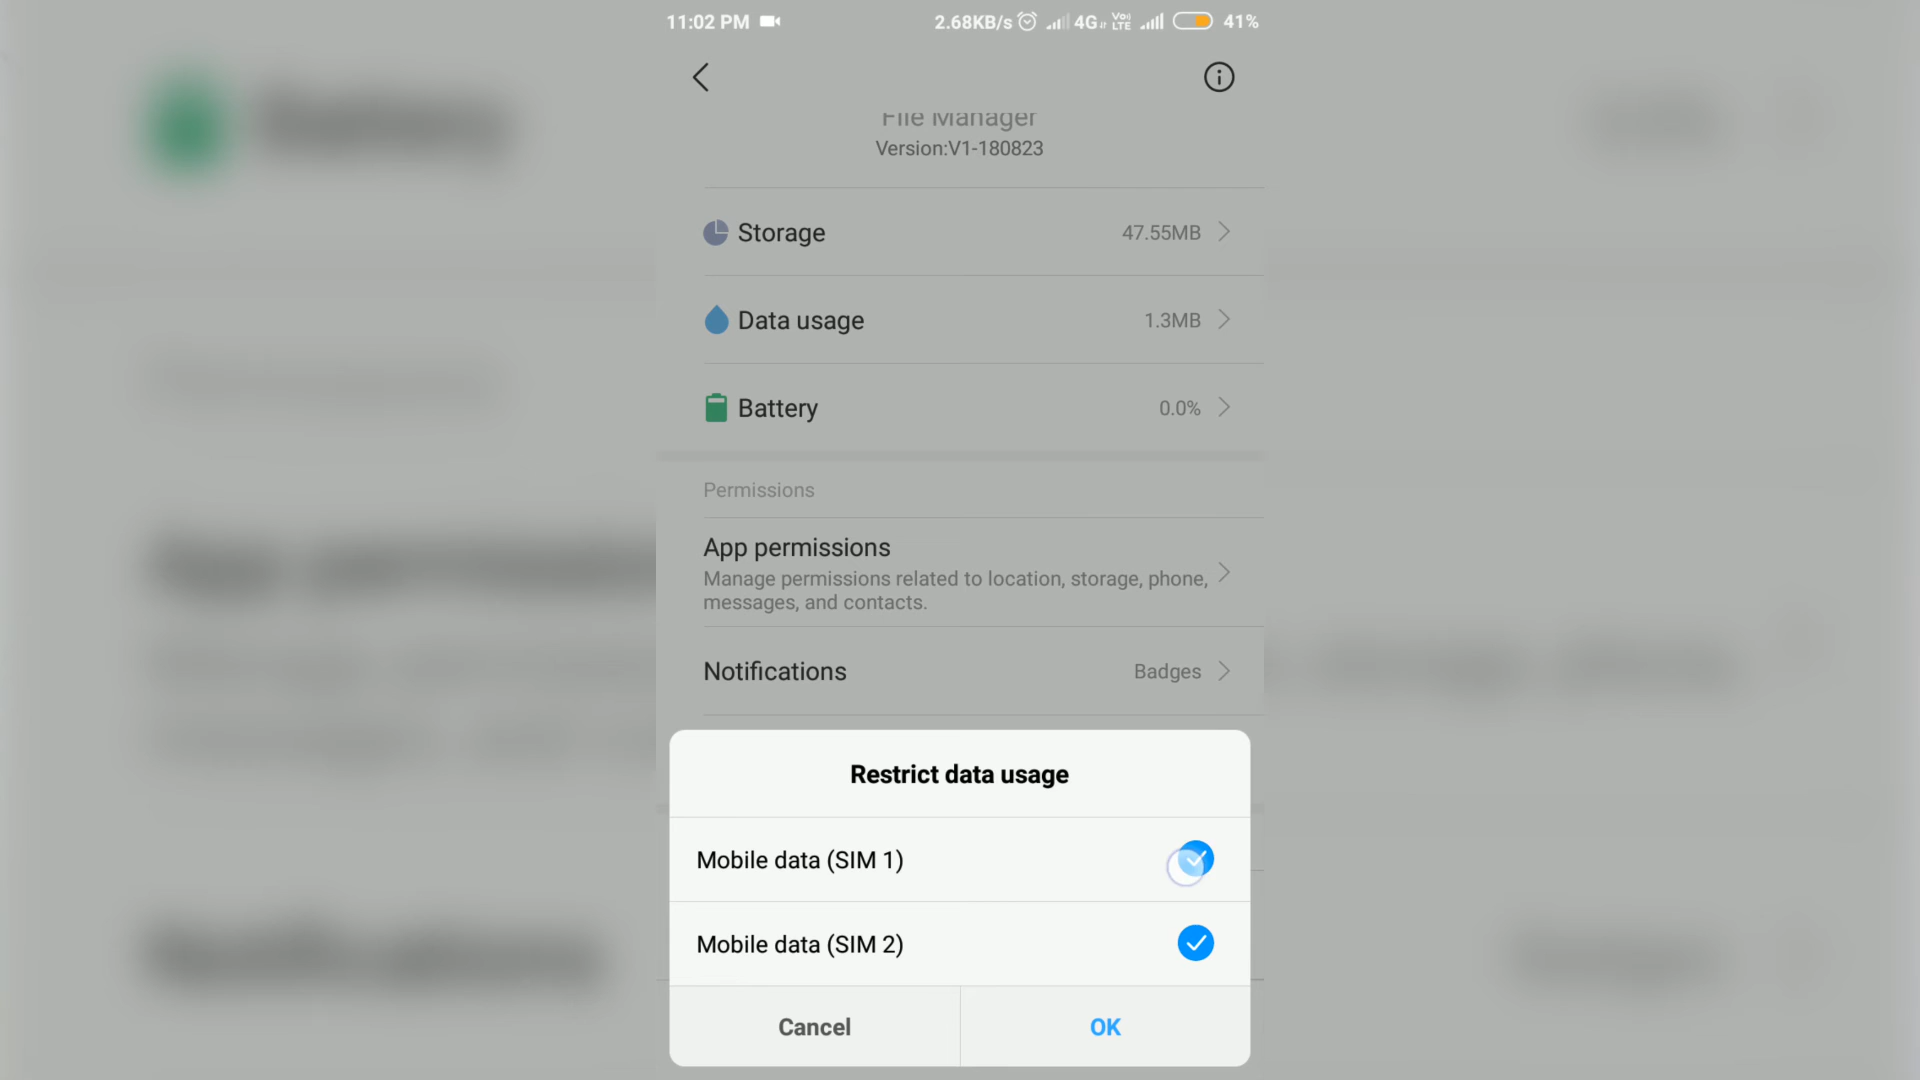 11:02 PM 2.68KB/s 4G Vo LTE 41%
File Manager
Version:V1-180823
Storage 47.55MB
Data usage 1.3MB
Battery 0.0%
Permissions
App permissions
Manage permissions related to location, storage, phone,
messages, and contacts.
Notifications Badges
Restrict data usage
Mobile data (SIM 1)
Mobile data (SIM 2)
Cancel OK